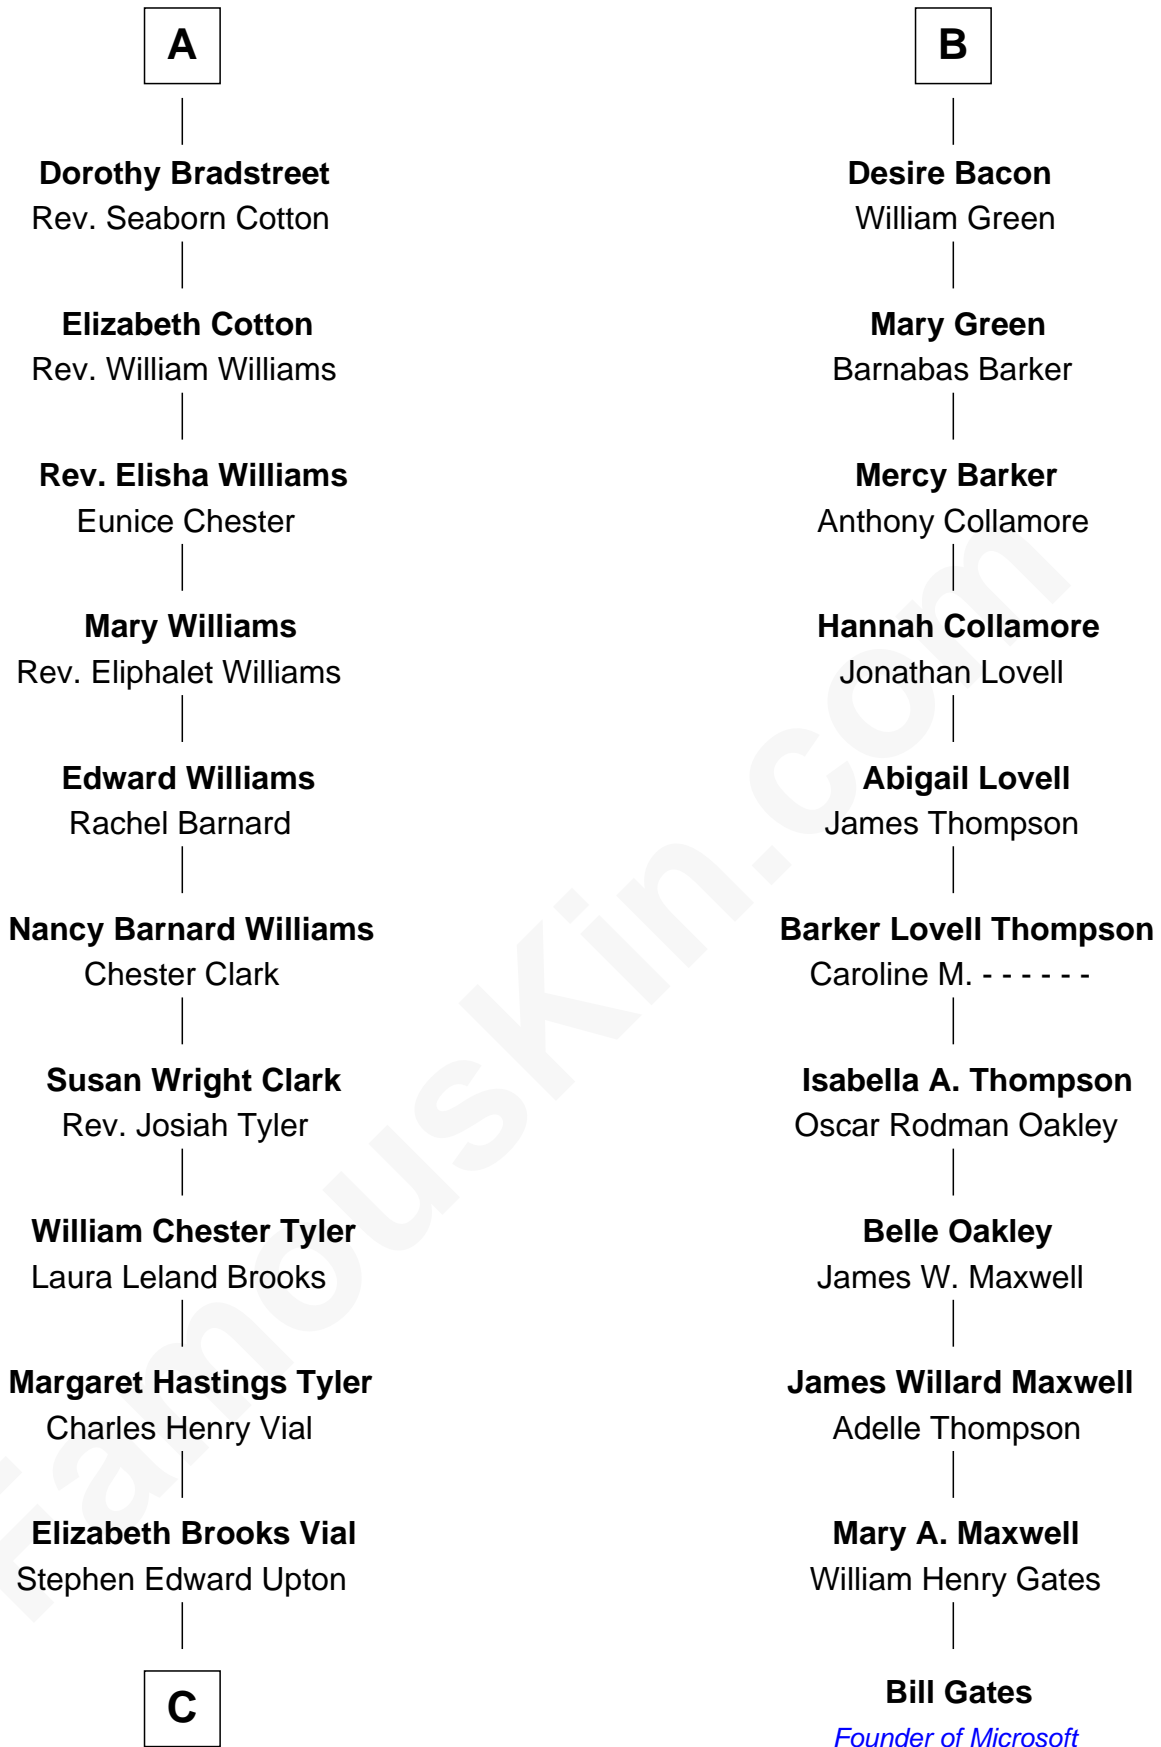 A
Dorothy Bradstreet
Rev. Seaborn Cotton
Elizabeth Cotton
Rev. William Williams
Rev. Elisha Williams
Eunice Chester
Mary Williams
Rev. Eliphalet Williams
Edward Williams
Rachel Barnard
Nancy Barnard Williams
Chester Clark
Susan Wright Clark
Rev. Josiah Tyler
William Chester Tyler
Laura Leland Brooks
Margaret Hastings Tyler
Charles Henry Vial
Elizabeth Brooks Vial
Stephen Edward Upton
C
B
Desire Bacon
William Green
Mary Green
Barnabas Barker
Mercy Barker
Anthony Collamore
Hannah Collamore
Jonathan Lovell
Abigail Lovell
James Thompson
Barker Lovell Thompson
Caroline M. - - - - - -
Isabella A. Thompson
Oscar Rodman Oakley
Belle Oakley
James W. Maxwell
James Willard Maxwell
Adelle Thompson
Mary A. Maxwell
William Henry Gates
Bill Gates
Founder of Microsoft
FamousKin.com